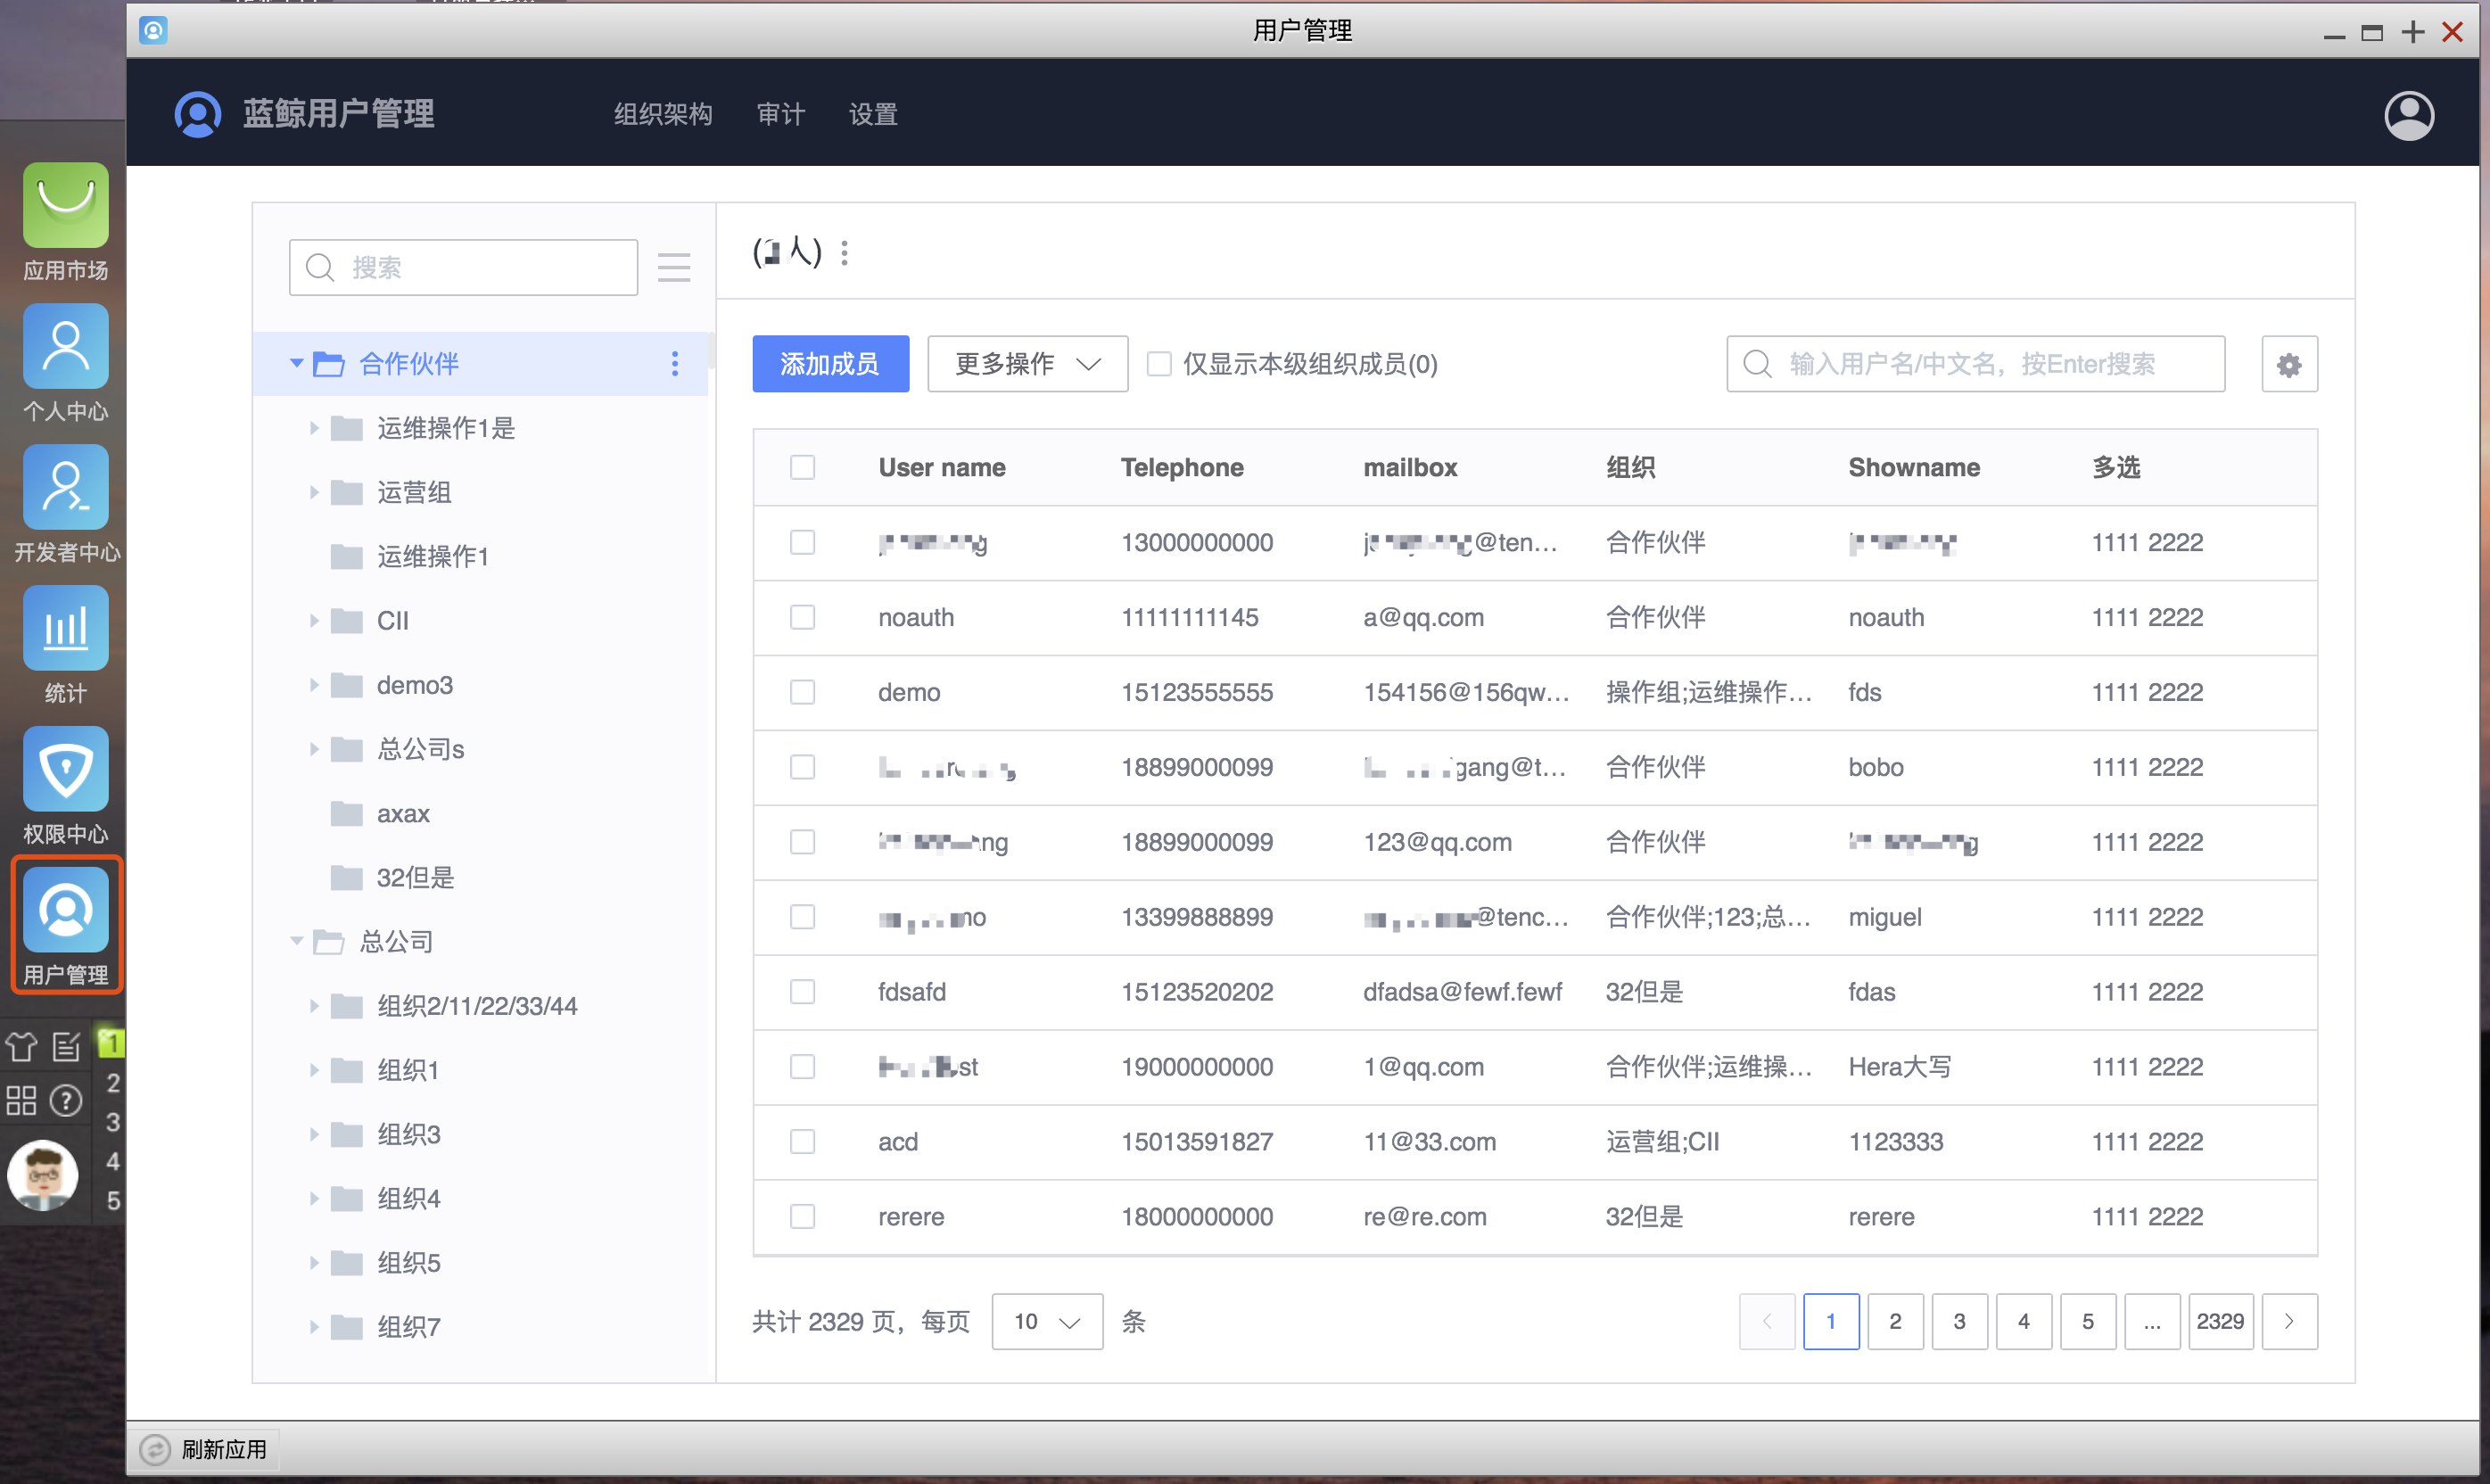 用户管理
蓝鲸用户管理 组织架构 审计 设置
应用市场
个人中心
开发者中心
统计
权限中心
用户管理
1
2
3
4
5
搜索
合作伙伴
运维操作1是
运营组
运维操作1
CII
demo3
总公司s
axax
32但是
总公司
组织2/11/22/33/44
组织1
组织3
组织4
组织5
组织7
人)
添加成员 更多操作 仅显示本级组织成员(0) 输入用户名/中文名，按Enter搜索
User name Telephone mailbox 组织 Showname 多选
13000000000 @ten... 合作伙伴 1111 2222
noauth 11111111145 a@qq.com 合作伙伴 noauth 1111 2222
demo 15123555555 154156@156qw... 操作组;运维操作... fds 1111 2222
18899000099 gang@t... 合作伙伴 bobo 1111 2222
18899000099 123@qq.com 合作伙伴 1111 2222
13399888899 @tenc... 合作伙伴;123;总... miguel 1111 2222
fdsafd 15123520202 dfadsa@fewf.fewf 32但是 fdas 1111 2222
19000000000 1@qq.com 合作伙伴;运维操... Hera大写 1111 2222
acd 15013591827 11@33.com 运营组;CII 1123333 1111 2222
rerere 18000000000 re@re.com 32但是 rerere 1111 2222
共计 2329 页，每页 10 条 1 2 3 4 5 ... 2329
刷新应用